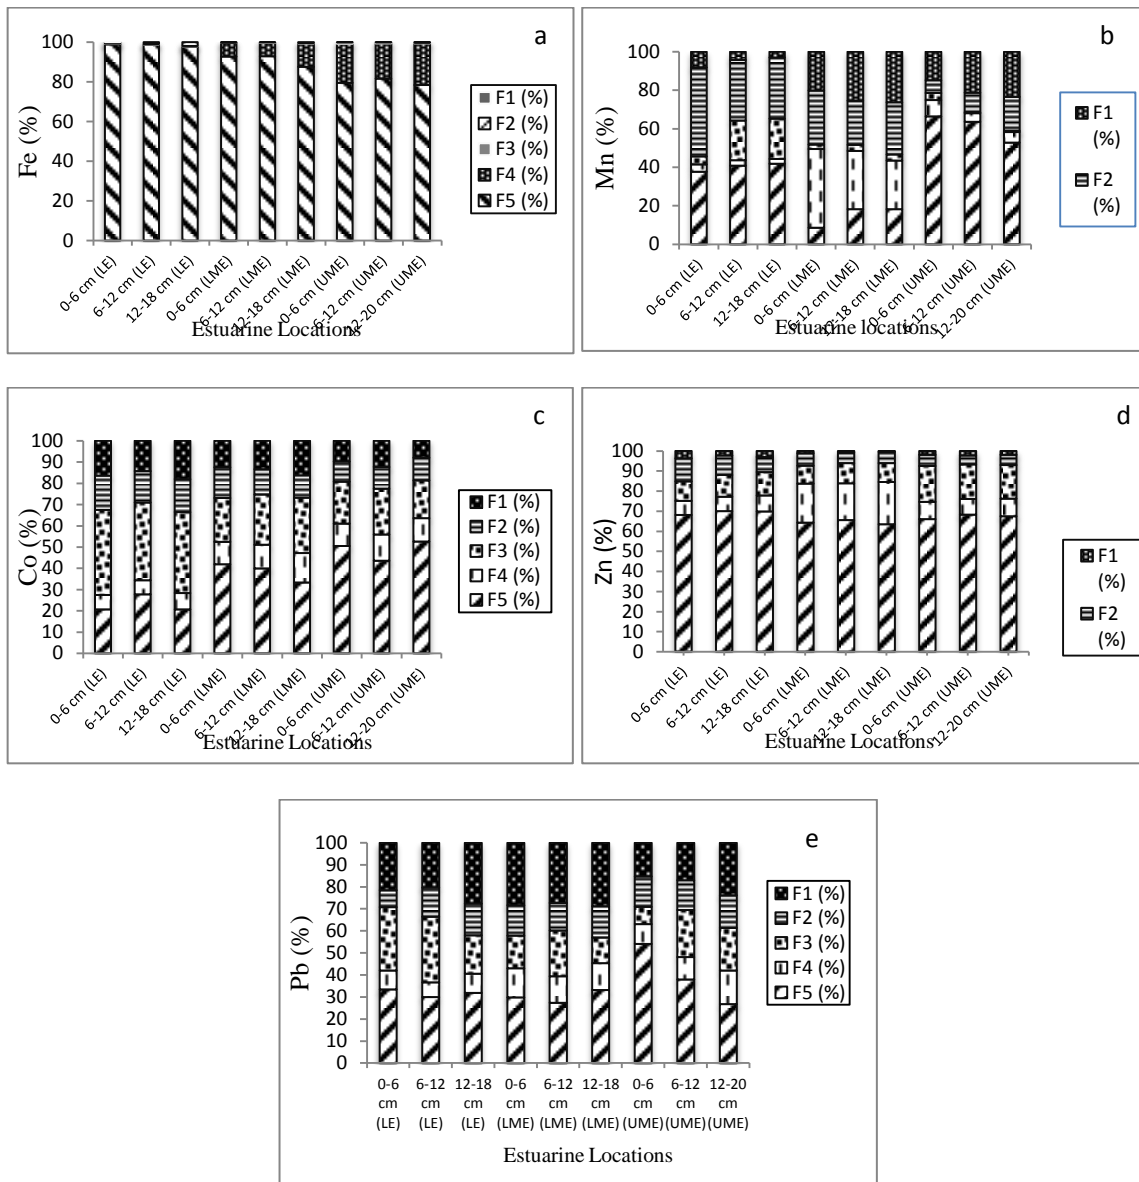 a
100
80
60
40
20
0
Fe (%)
F1 (%)
F2 (%)
F3 (%)
F4 (%)
F5 (%)
0-6 cm (LE)
6-12 cm (LE)
12-18 cm (LE)
0-6 cm (LME)
6-12 cm (LME)
12-18 cm (LME)
0-6 cm (UME)
6-12 cm (UME)
12-20 cm (UME)
Estuarine Locations
b
100
80
60
40
20
0
Mn (%)
F1
(%)
F2
(%)
0-6 cm (LE)
6-12 cm (LE)
12-18 cm (LE)
0-6 cm (LME)
6-12 cm (LME)
12-18 cm (LME)
0-6 cm (UME)
6-12 cm (UME)
12-20 cm (UME)
Estuarine locations
c
100
90
80
70
60
50
40
30
20
10
0
Co (%)
F1 (%)
F2 (%)
F3 (%)
F4 (%)
F5 (%)
0-6 cm (LE)
6-12 cm (LE)
12-18 cm (LE)
0-6 cm (LME)
6-12 cm (LME)
12-18 cm (LME)
0-6 cm (UME)
6-12 cm (UME)
12-20 cm (UME)
Estuarine Locations
d
100
90
80
70
60
50
40
30
20
10
0
Zn (%)
F1
(%)
F2
(%)
0-6 cm (LE)
6-12 cm (LE)
12-18 cm (LE)
0-6 cm (LME)
6-12 cm (LME)
12-18 cm (LME)
0-6 cm (UME)
6-12 cm (UME)
12-20 cm (UME)
Estuarine Locations
e
100
90
80
70
60
50
40
30
20
10
0
Pb (%)
F1 (%)
F2 (%)
F3 (%)
F4 (%)
F5 (%)
0-6 6-12 12-18 0-6 6-12 12-18 0-6 6-12 12-20
cm cm cm cm cm cm cm cm cm
(LE) (LE) (LE) (LME) (LME) (LME) (UME) (UME) (UME)
Estuarine Locations